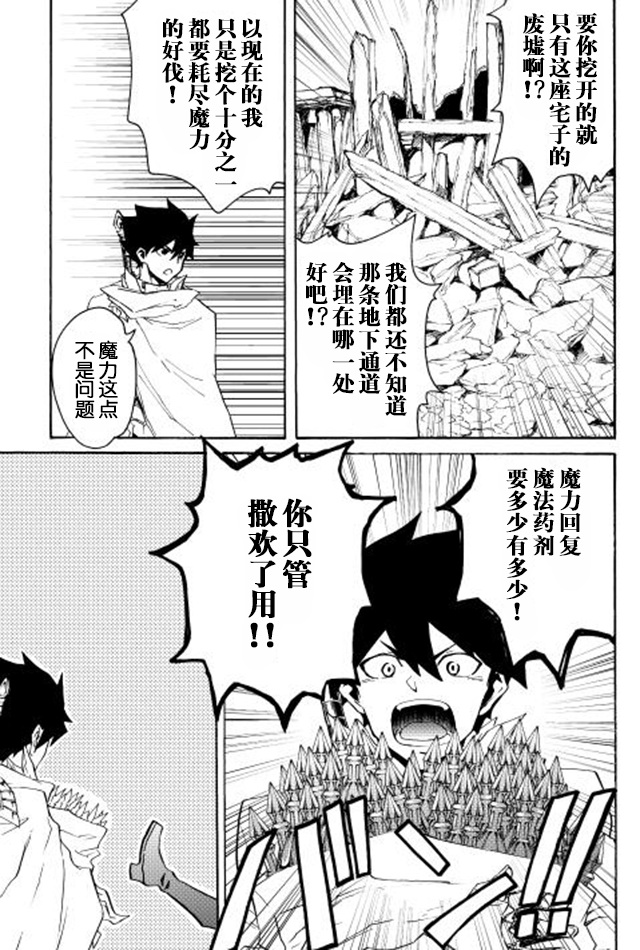 要你挖开的就
只有这座宅子的
废墟啊!?
我们都还不知道
那条地下通道
会埋在哪一处
好吧!?
以现在的我
只是挖个十分之一
都要耗尽魔力
的好伐！
魔力这点
不是问题
魔力回复
魔法药剂
要多少有多少！
你只管
撒欢了用!!